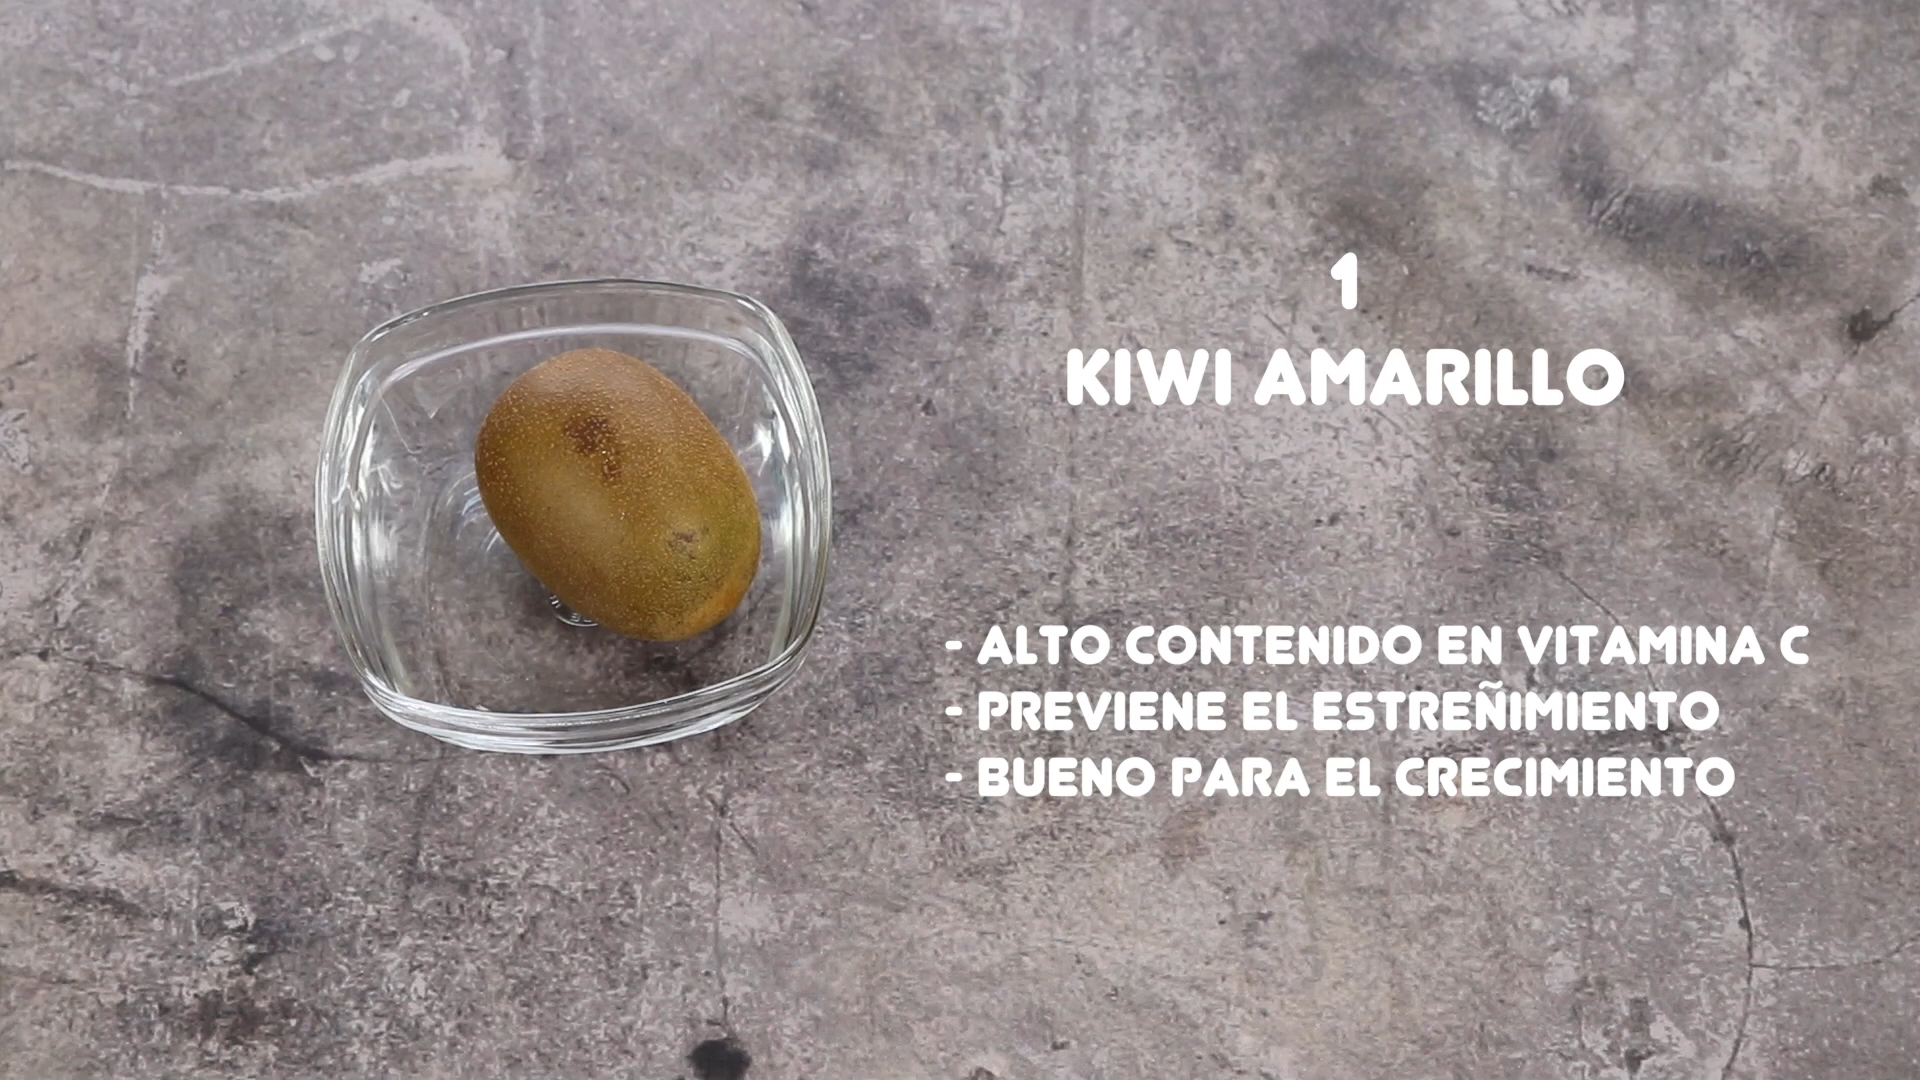 1
KIWI AMARILLO
- ALTO CONTENIDO EN VITAMINA C
- PREVIENE EL ESTREÑIMIENTO
- BUENO PARA EL CRECIMIENTO